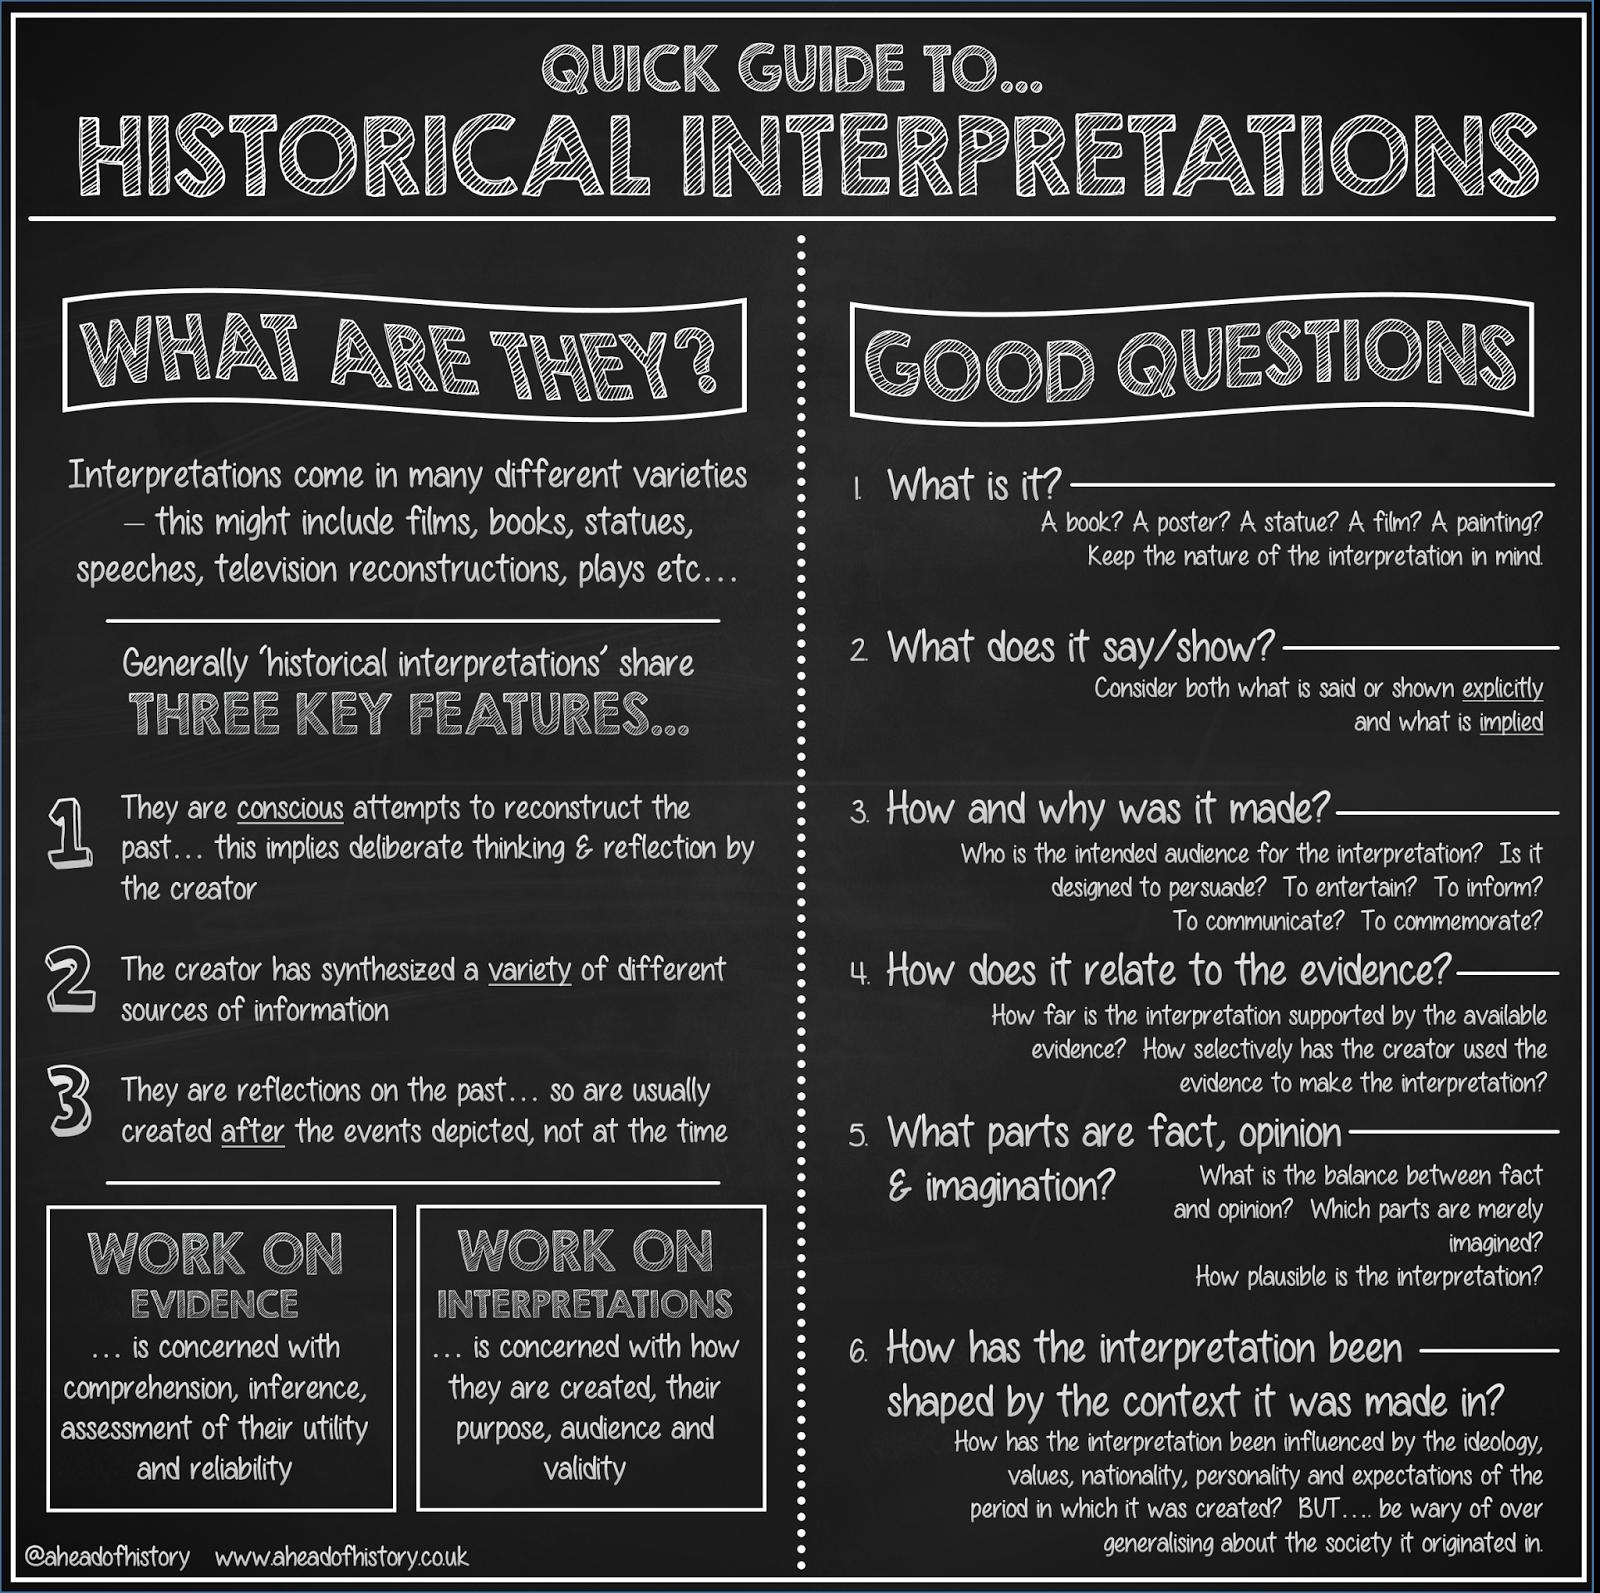 QUICK GUIDE TO...
HISTORICAL INTERPRETATIONS
WHAT ARE THEY?
Interpretations come in many different varieties
– this might include films, books, statues,
speeches, television reconstructions, plays etc...
Generally 'historical interpretations' share
THREE KEY FEATURES...
1 They are conscious attempts to reconstruct the
past... this implies deliberate thinking & reflection by
the creator
2 The creator has synthesized a variety of different
sources of information
3 They are reflections on the past... so are usually
created after the events depicted, not at the time
WORK ON
EVIDENCE
... is concerned with
comprehension, inference,
assessment of their utility
and reliability
WORK ON
INTERPRETATIONS
... is concerned with how
they are created, their
purpose, audience and
validity
@aheadofhistory www.aheadofhistory.co.uk
GOOD QUESTIONS
1. What is it?
A book? A poster? A statue? A film? A painting?
Keep the nature of the interpretation in mind.
2. What does it say/show?
Consider both what is said or shown explicitly
and what is implied
3. How and why was it made?
Who is the intended audience for the interpretation? Is it
designed to persuade? To entertain? To inform?
To communicate? To commemorate?
4. How does it relate to the evidence?
How far is the interpretation supported by the available
evidence? How selectively has the creator used the
evidence to make the interpretation?
5. What parts are fact, opinion
& imagination?
What is the balance between fact
and opinion? Which parts are merely
imagined?
How plausible is the interpretation?
6. How has the interpretation been
shaped by the context it was made in?
How has the interpretation been influenced by the ideology,
values, nationality, personality and expectations of the
period in which it was created? BUT.... be wary of over
generalising about the society it originated in.